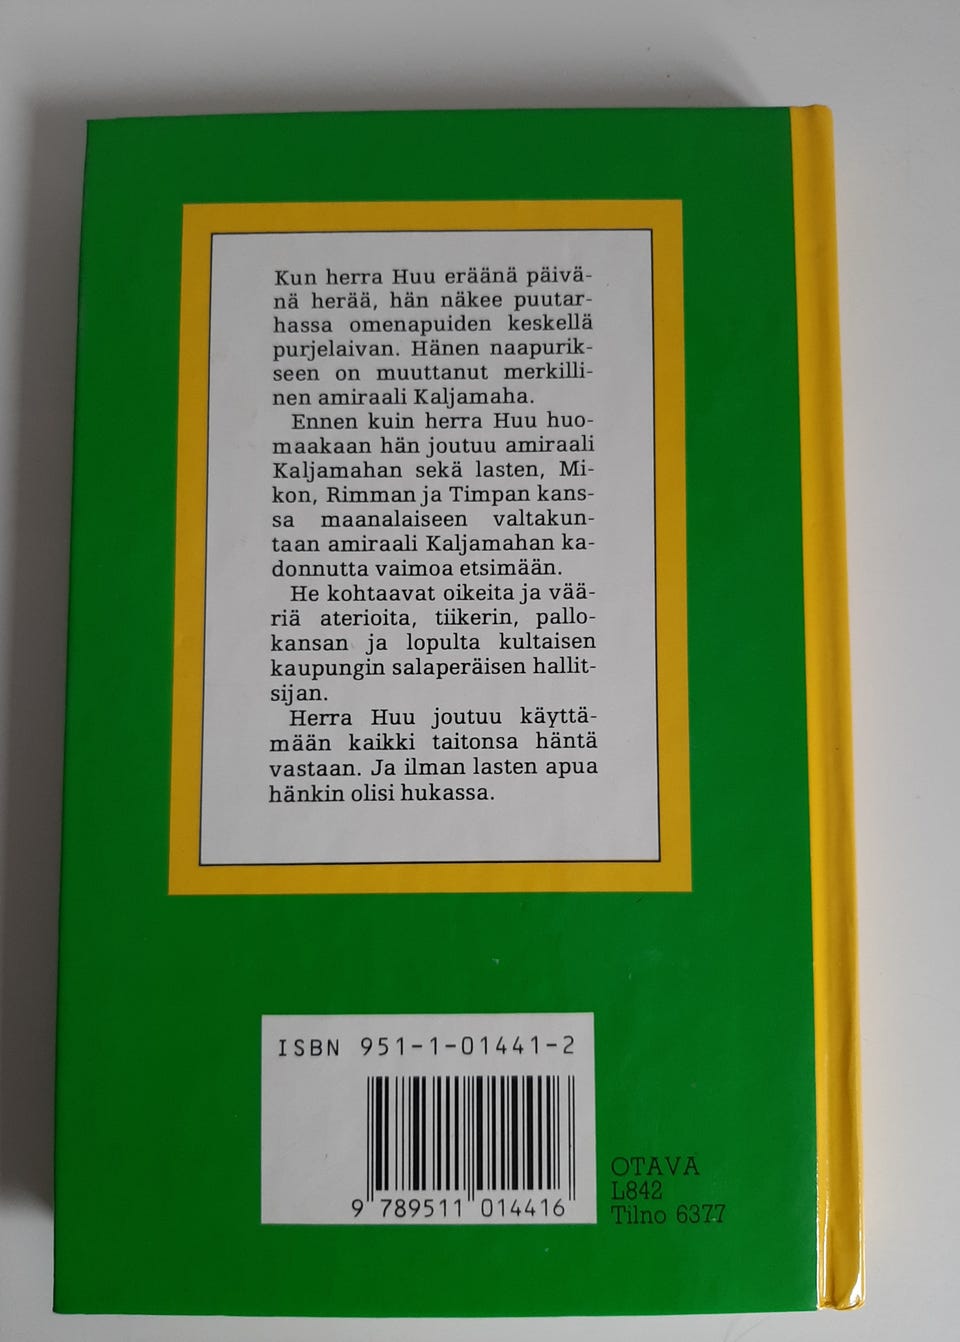 Kun herra Huu eräänä päivä-
nä herää, hän näkee puutar-
hassa omenapuiden keskellä
purjelaivan. Hänen naapurik-
seen on muuttanut merkilli-
nen amiraali Kaljamaha.
Ennen kuin herra Huu huo-
maakaan hän joutuu amiraali
Kaljamahan sekä lasten, Mi-
kon, Rimman ja Timpan kans-
sa maanalaiseen valtakun-
taan amiraali Kaljamahan ka-
donnutta vaimoa etsimään.
He kohtaavat oikeita ja vää-
riä aterioita, tiikerin, pallo-
kansan ja lopulta kultaisen
kaupungin salaperäisen hallit-
sijan.
Herra Huu joutuu käyttä-
mään kaikki taitonsa häntä
vastaan. Ja ilman lasten apua
hänkin olisi hukassa.
ISBN 951-1-01441-2
9 789511 014416
OTAVA
L842
Tilno 6377